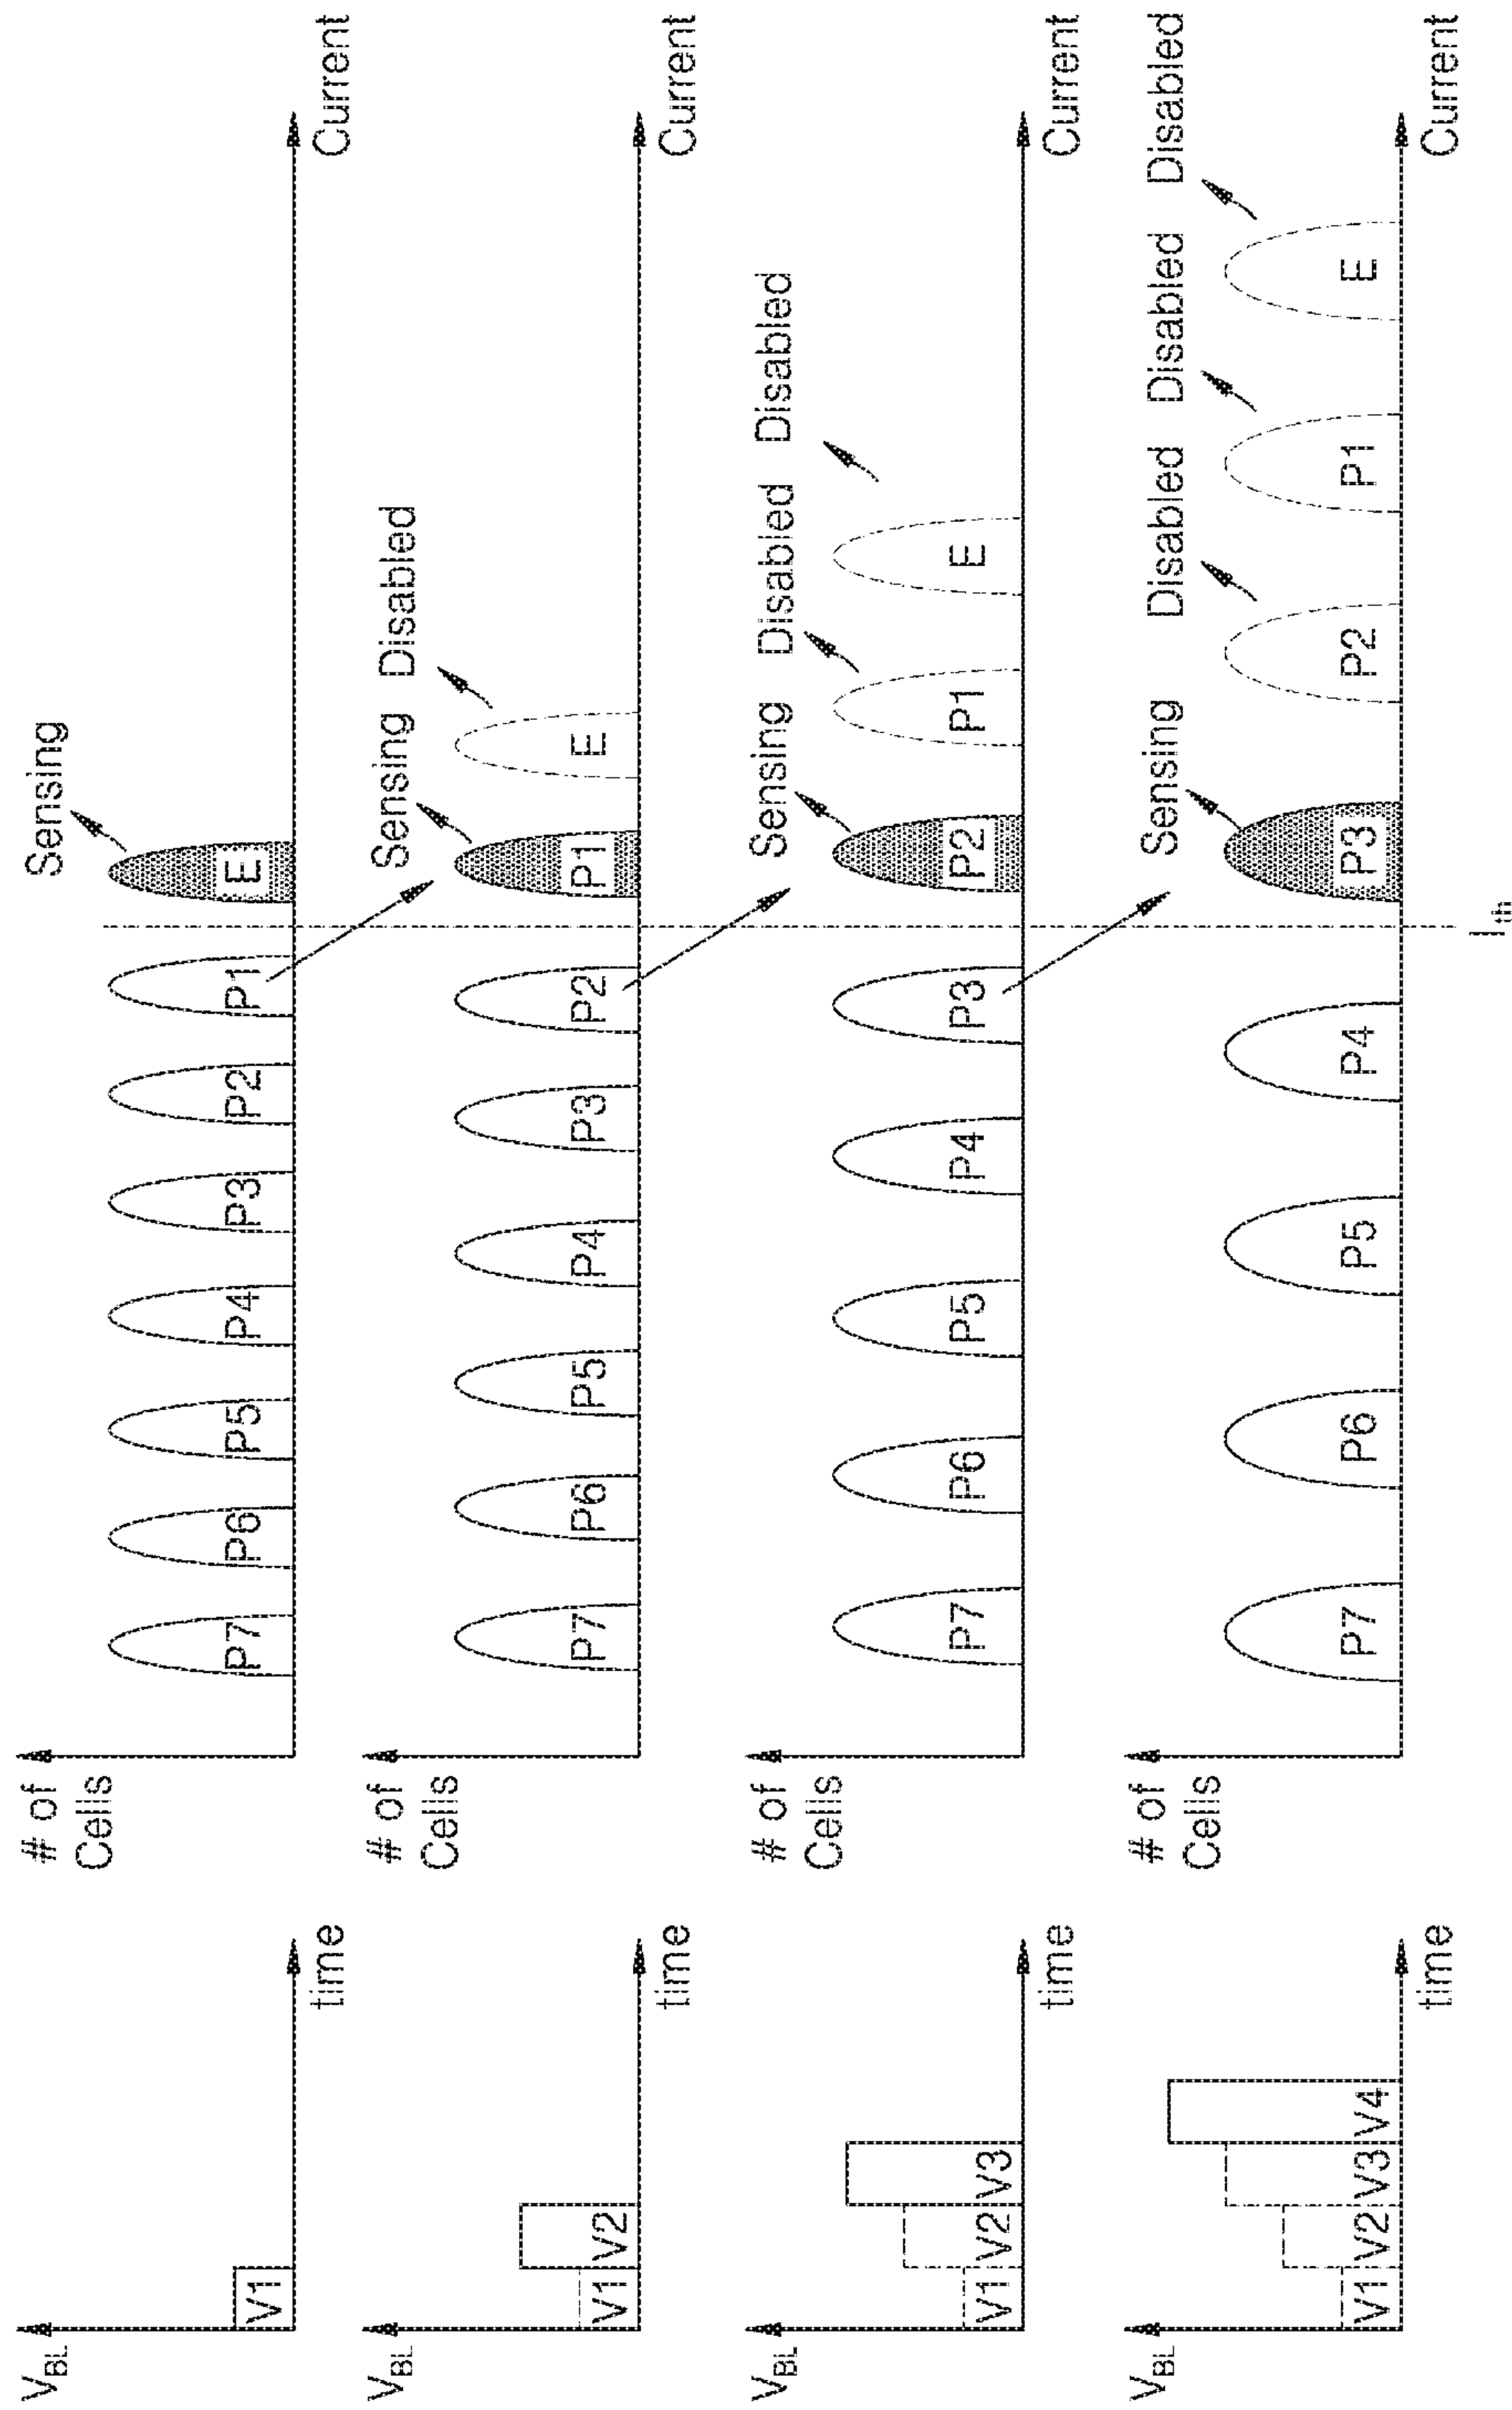 V_BL
V1
time
# of
Cells
P7 P6 P5 P4 P3 P2 P1 E
Sensing
Current
V_BL
V1 V2
time
# of
Cells
P7 P6 P5 P4 P3 P2 P1 E
Sensing Disabled
Current
V_BL
V1 V2 V3
time
# of
Cells
P7 P6 P5 P4 P3 P2 P1 E
Sensing Disabled Disabled
Current
V_BL
V1 V2 V3 V4
time
# of
Cells
P7 P6 P5 P4 P3 P2 P1 E
Sensing Disabled Disabled Disabled
Current
I_th